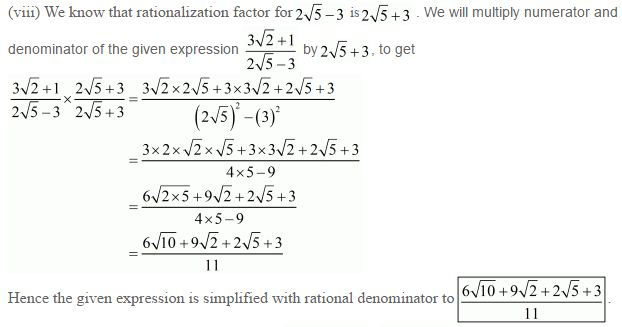 (viii) We know that rationalization factor for 2√5 − 3 is 2√5 + 3 . We will multiply numerator and
denominator of the given expression (3√2 + 1)/(2√5 − 3) by 2√5 + 3, to get
(3√2 + 1)/(2√5 − 3) × (2√5 + 3)/(2√5 + 3) = (3√2 × 2√5 + 3 × 3√2 + 2√5 + 3)/((2√5)² − (3)²)
= (3 × 2 × √2 × √5 + 3 × 3√2 + 2√5 + 3)/(4 × 5 − 9)
= (6√(2 × 5) + 9√2 + 2√5 + 3)/(4 × 5 − 9)
= (6√10 + 9√2 + 2√5 + 3)/11
Hence the given expression is simplified with rational denominator to (6√10 + 9√2 + 2√5 + 3)/11 .